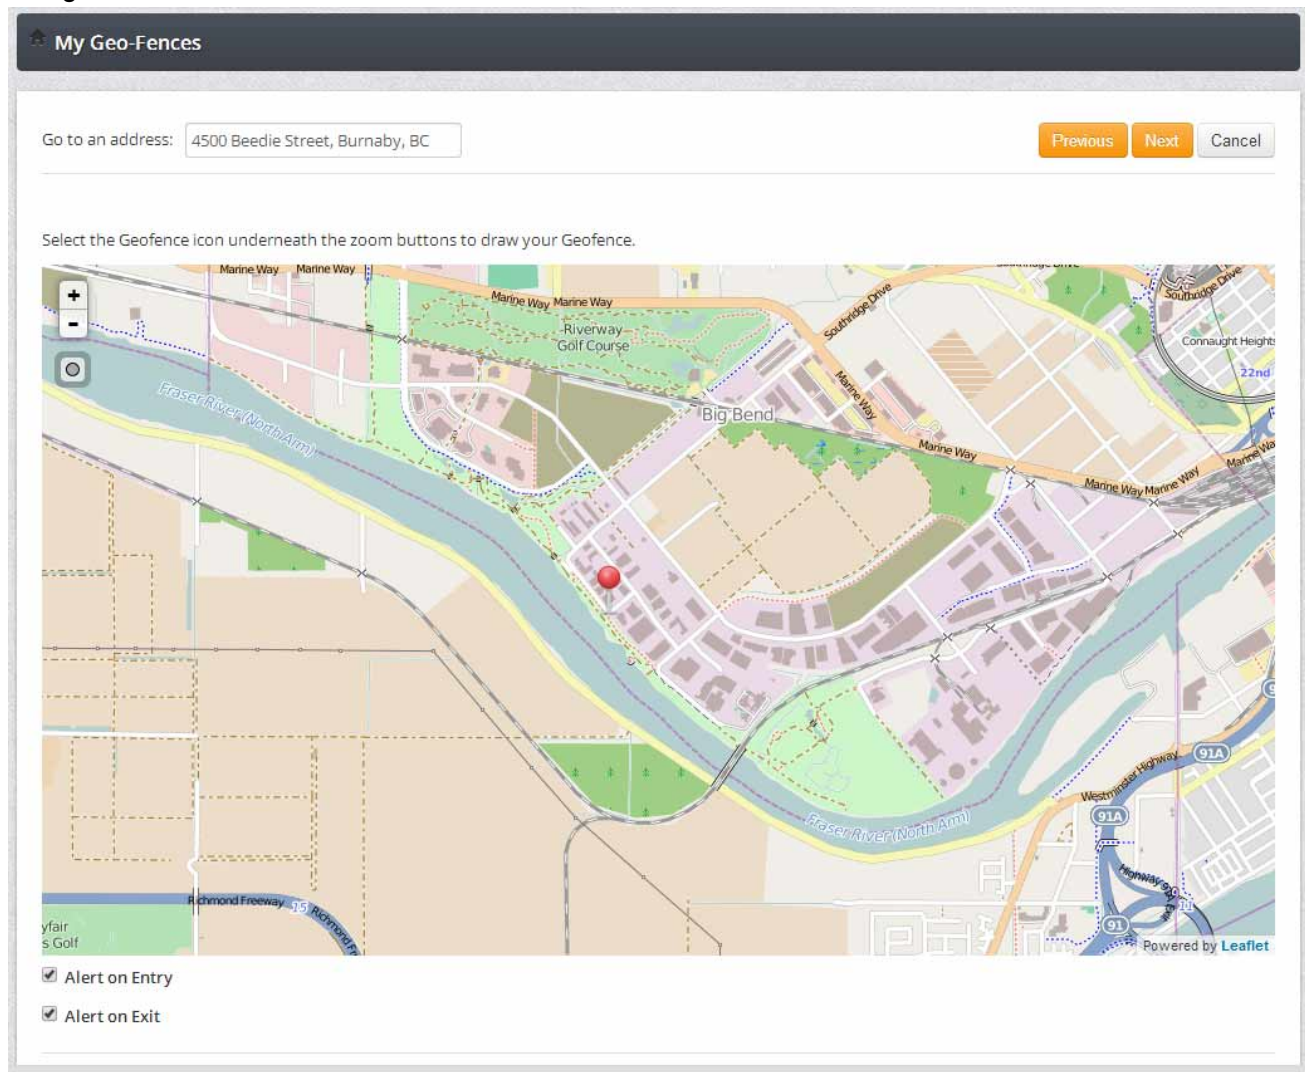 My Geo-Fences
Go to an address: 4500 Beedie Street, Burnaby, BC
Previous Next Cancel
Select the Geofence icon underneath the zoom buttons to draw your Geofence.
+
-
Marine Way Marine Way
Marine Way Marine Way
Southridge Drive
Southridge Drive
Riverway
Golf Course
Connaught Heights
22nd
Fraser River (North Arm)
Big Bend
Marine Way
Marine Way
Marine Way Marine Way
91A
Westminster Highway
91A
Fraser River (North Arm)
Richmond Freeway 15
11
91
yfair
s Golf
Powered by Leaflet
Alert on Entry
Alert on Exit